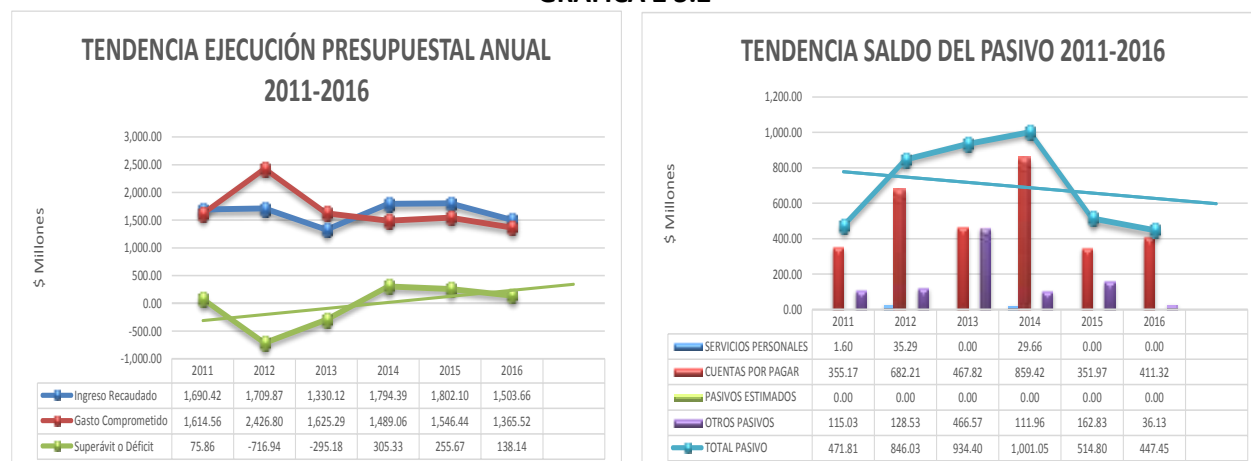 TENDENCIA EJECUCIÓN PRESUPUESTAL ANUAL
2011-2016
$ Millones
3,000.00
2,500.00
2,000.00
1,500.00
1,000.00
500.00
0.00
-500.00
-1,000.00
2011 2012 2013 2014 2015 2016
Ingreso Recaudado 1,690.42 1,709.87 1,330.12 1,794.39 1,802.10 1,503.66
Gasto Comprometido 1,614.56 2,426.80 1,625.29 1,489.06 1,546.44 1,365.52
Superávit o Déficit 75.86 -716.94 -295.18 305.33 255.67 138.14
TENDENCIA SALDO DEL PASIVO 2011-2016
$ Millones
1,200.00
1,000.00
800.00
600.00
400.00
200.00
0.00
2011 2012 2013 2014 2015 2016
SERVICIOS PERSONALES 1.60 35.29 0.00 29.66 0.00 0.00
CUENTAS POR PAGAR 355.17 682.21 467.82 859.42 351.97 411.32
PASIVOS ESTIMADOS 0.00 0.00 0.00 0.00 0.00 0.00
OTROS PASIVOS 115.03 128.53 466.57 111.96 162.83 36.13
TOTAL PASIVO 471.81 846.03 934.40 1,001.05 514.80 447.45